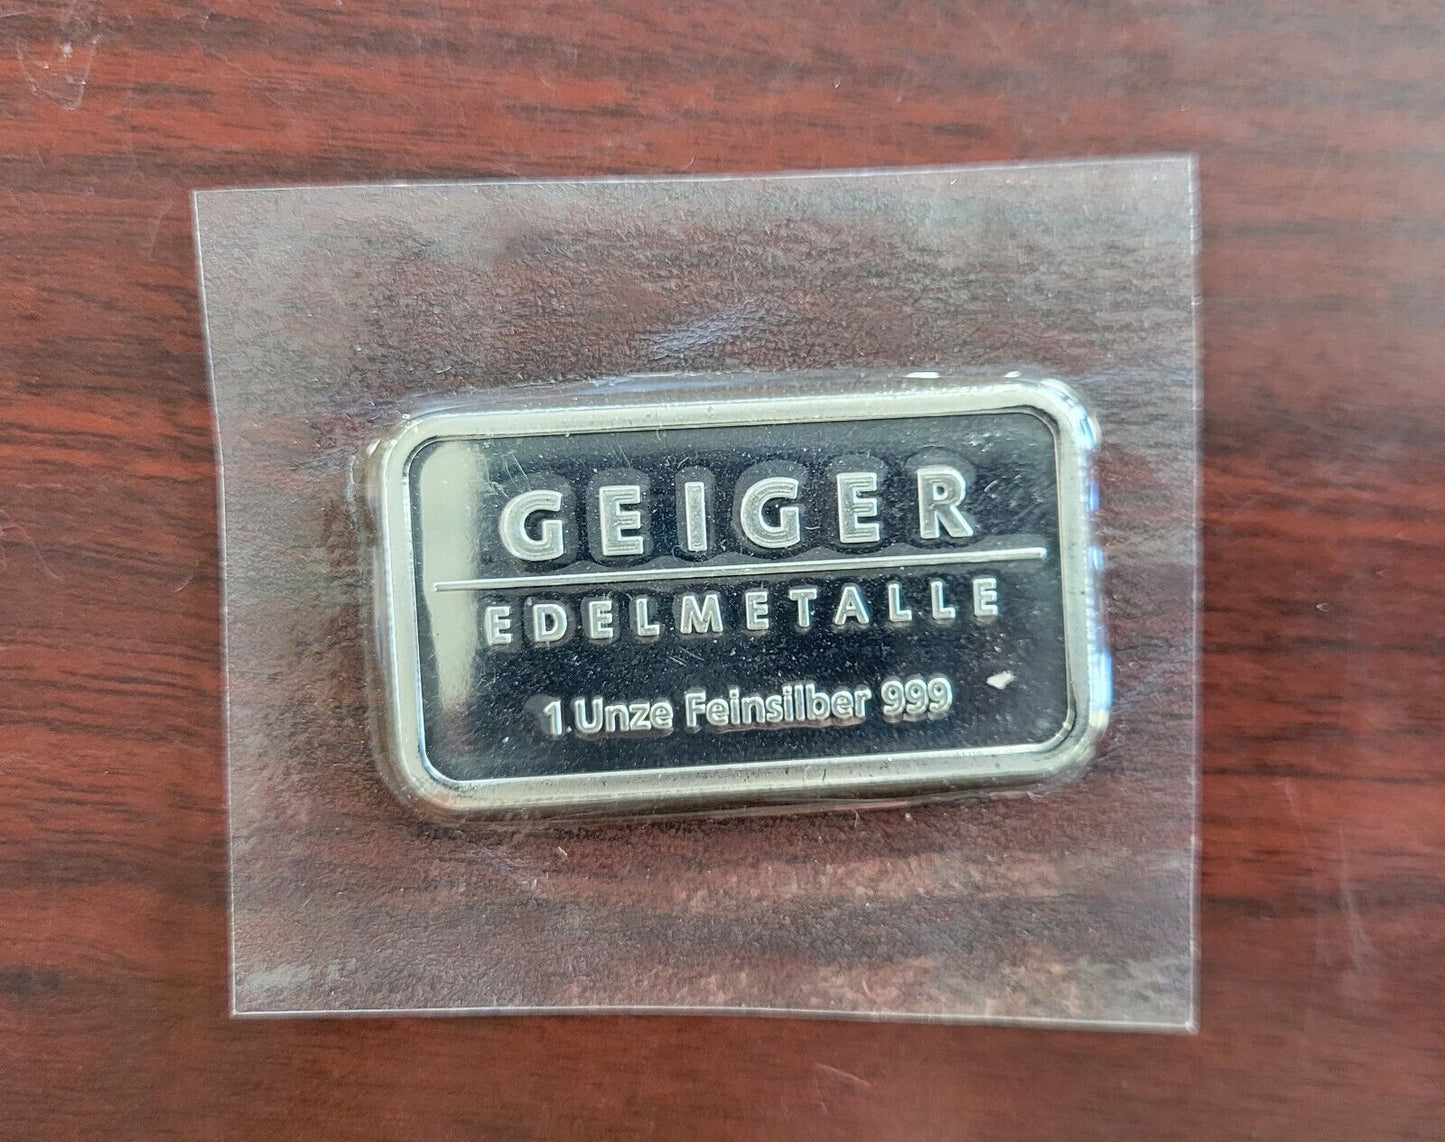 GEIGER
EDELMETALLE
1 Unze Feinsilber 999